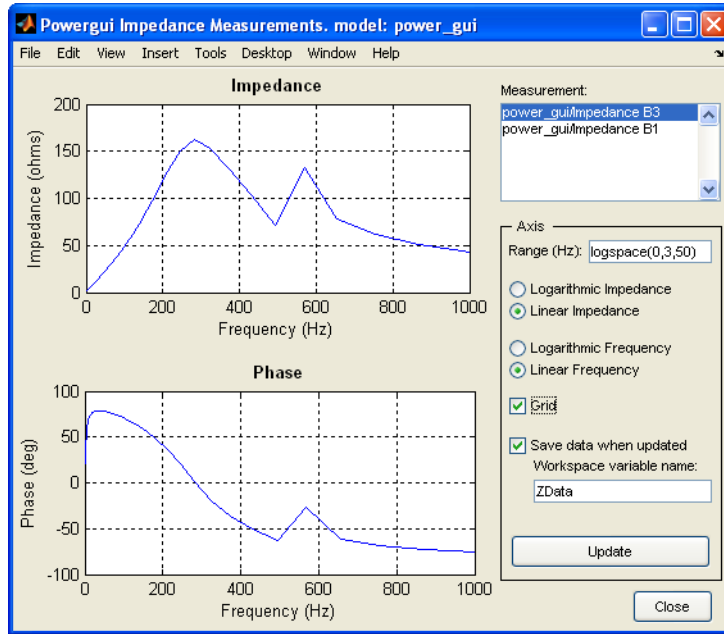 Powergui Impedance Measurements. model: power_gui
File Edit View Insert Tools Desktop Window Help
Impedance
200
150
100
50
0
0 200 400 600 800 1000
Impedance (ohms)
Frequency (Hz)
Phase
100
50
0
-50
-100
0 200 400 600 800 1000
Phase (deg)
Frequency (Hz)
Measurement:
power_gui/Impedance B3
power_gui/Impedance B1
Axis
Range (Hz): logspace(0,3,50)
Logarithmic Impedance
Linear Impedance
Logarithmic Frequency
Linear Frequency
Grid
Save data when updated
Workspace variable name:
ZData
Update
Close